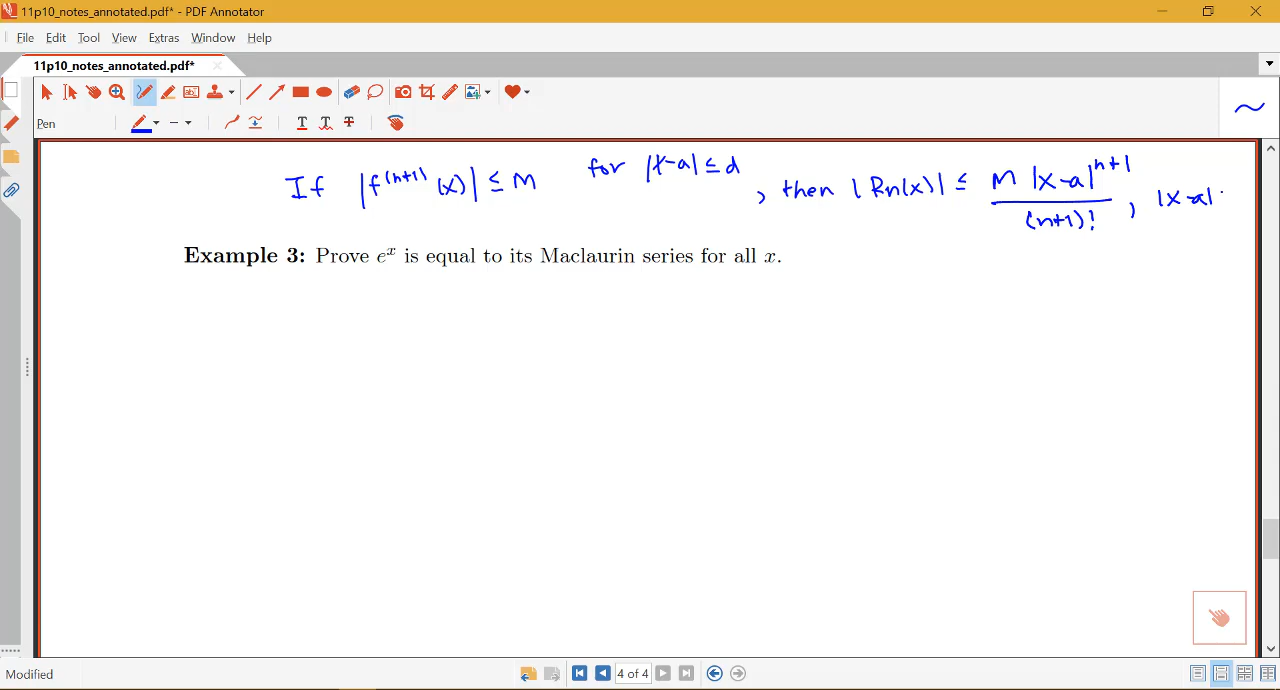 11p10_notes_annotated.pdf* - PDF Annotator
File Edit Tool View Extras Window Help
11p10_notes_annotated.pdf*
Pen
If |f⁽ⁿ⁺¹⁾(x)| ≤ M for |x-a| ≤ d, then |Rn(x)| ≤ M |x-a|ⁿ⁺¹ / (n+1)!, |x-a|
Example 3: Prove eˣ is equal to its Maclaurin series for all x.
Modified 4 of 4